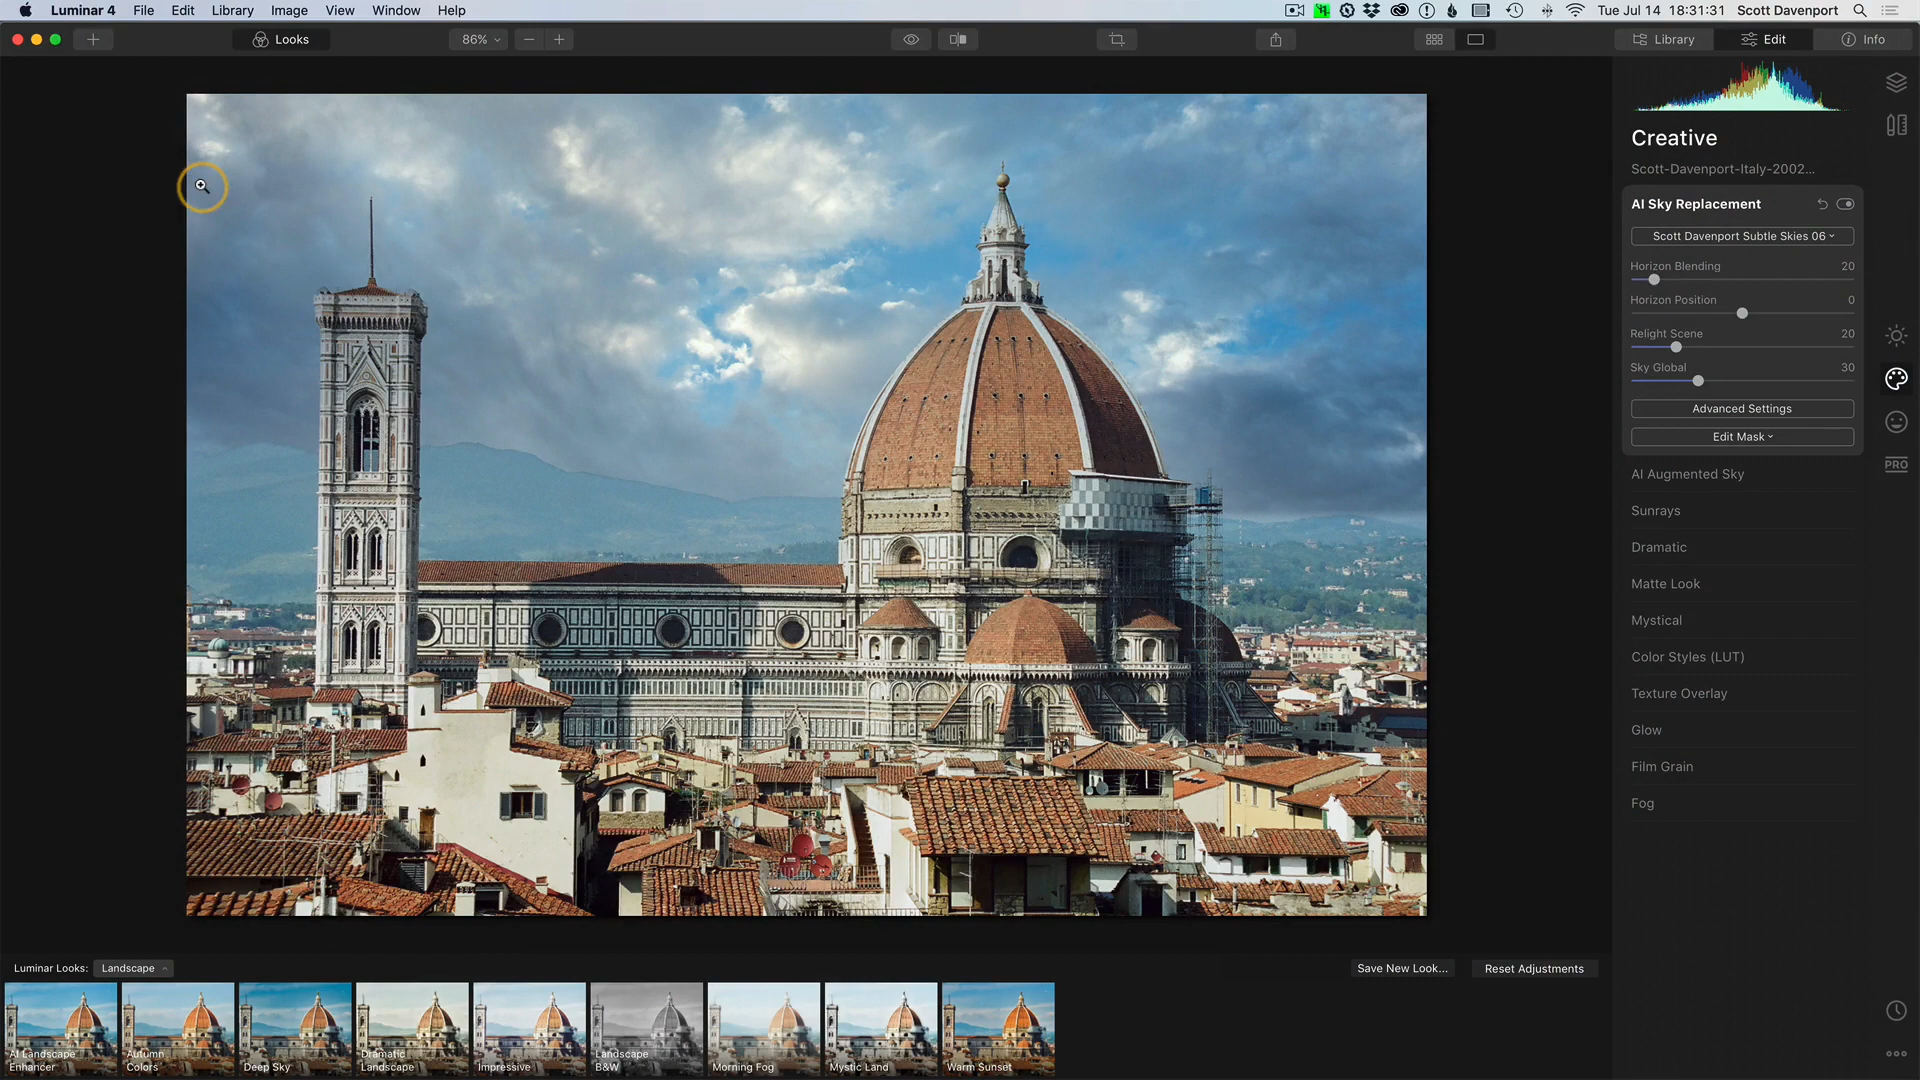 Luminar 4 File Edit Library Image View Window Help Tue Jul 14 18:31:31 Scott Davenport
Looks 86% Library Edit Info
Creative
Scott-Davenport-Italy-2002...
AI Sky Replacement
Scott Davenport Subtle Skies 06
Horizon Blending 20
Horizon Position 0
Relight Scene 20
Sky Global 30
Advanced Settings
Edit Mask
PRO
AI Augmented Sky
Sunrays
Dramatic
Matte Look
Mystical
Color Styles (LUT)
Texture Overlay
Glow
Film Grain
Fog
Luminar Looks: Landscape Save New Look... Reset Adjustments
AI Landscape
Enhancer
Autumn
Colors
Deep Sky
Dramatic
Landscape
Impressive
Landscape
B&W
Morning Fog
Mystic Land
Warm Sunset